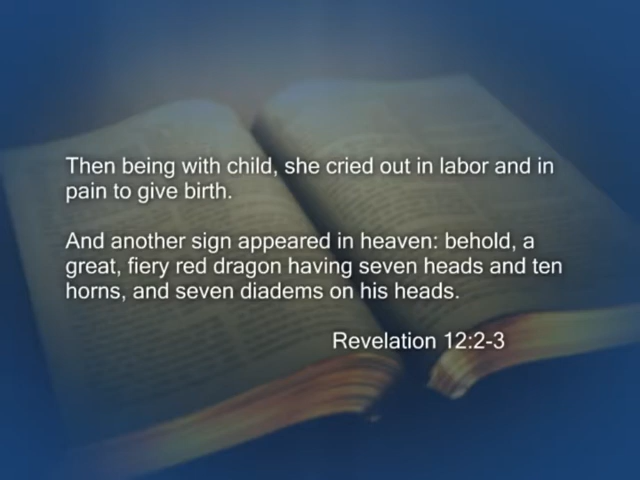 Then being with child, she cried out in labor and in
pain to give birth.
And another sign appeared in heaven: behold, a
great, fiery red dragon having seven heads and ten
horns, and seven diadems on his heads.
Revelation 12:2-3